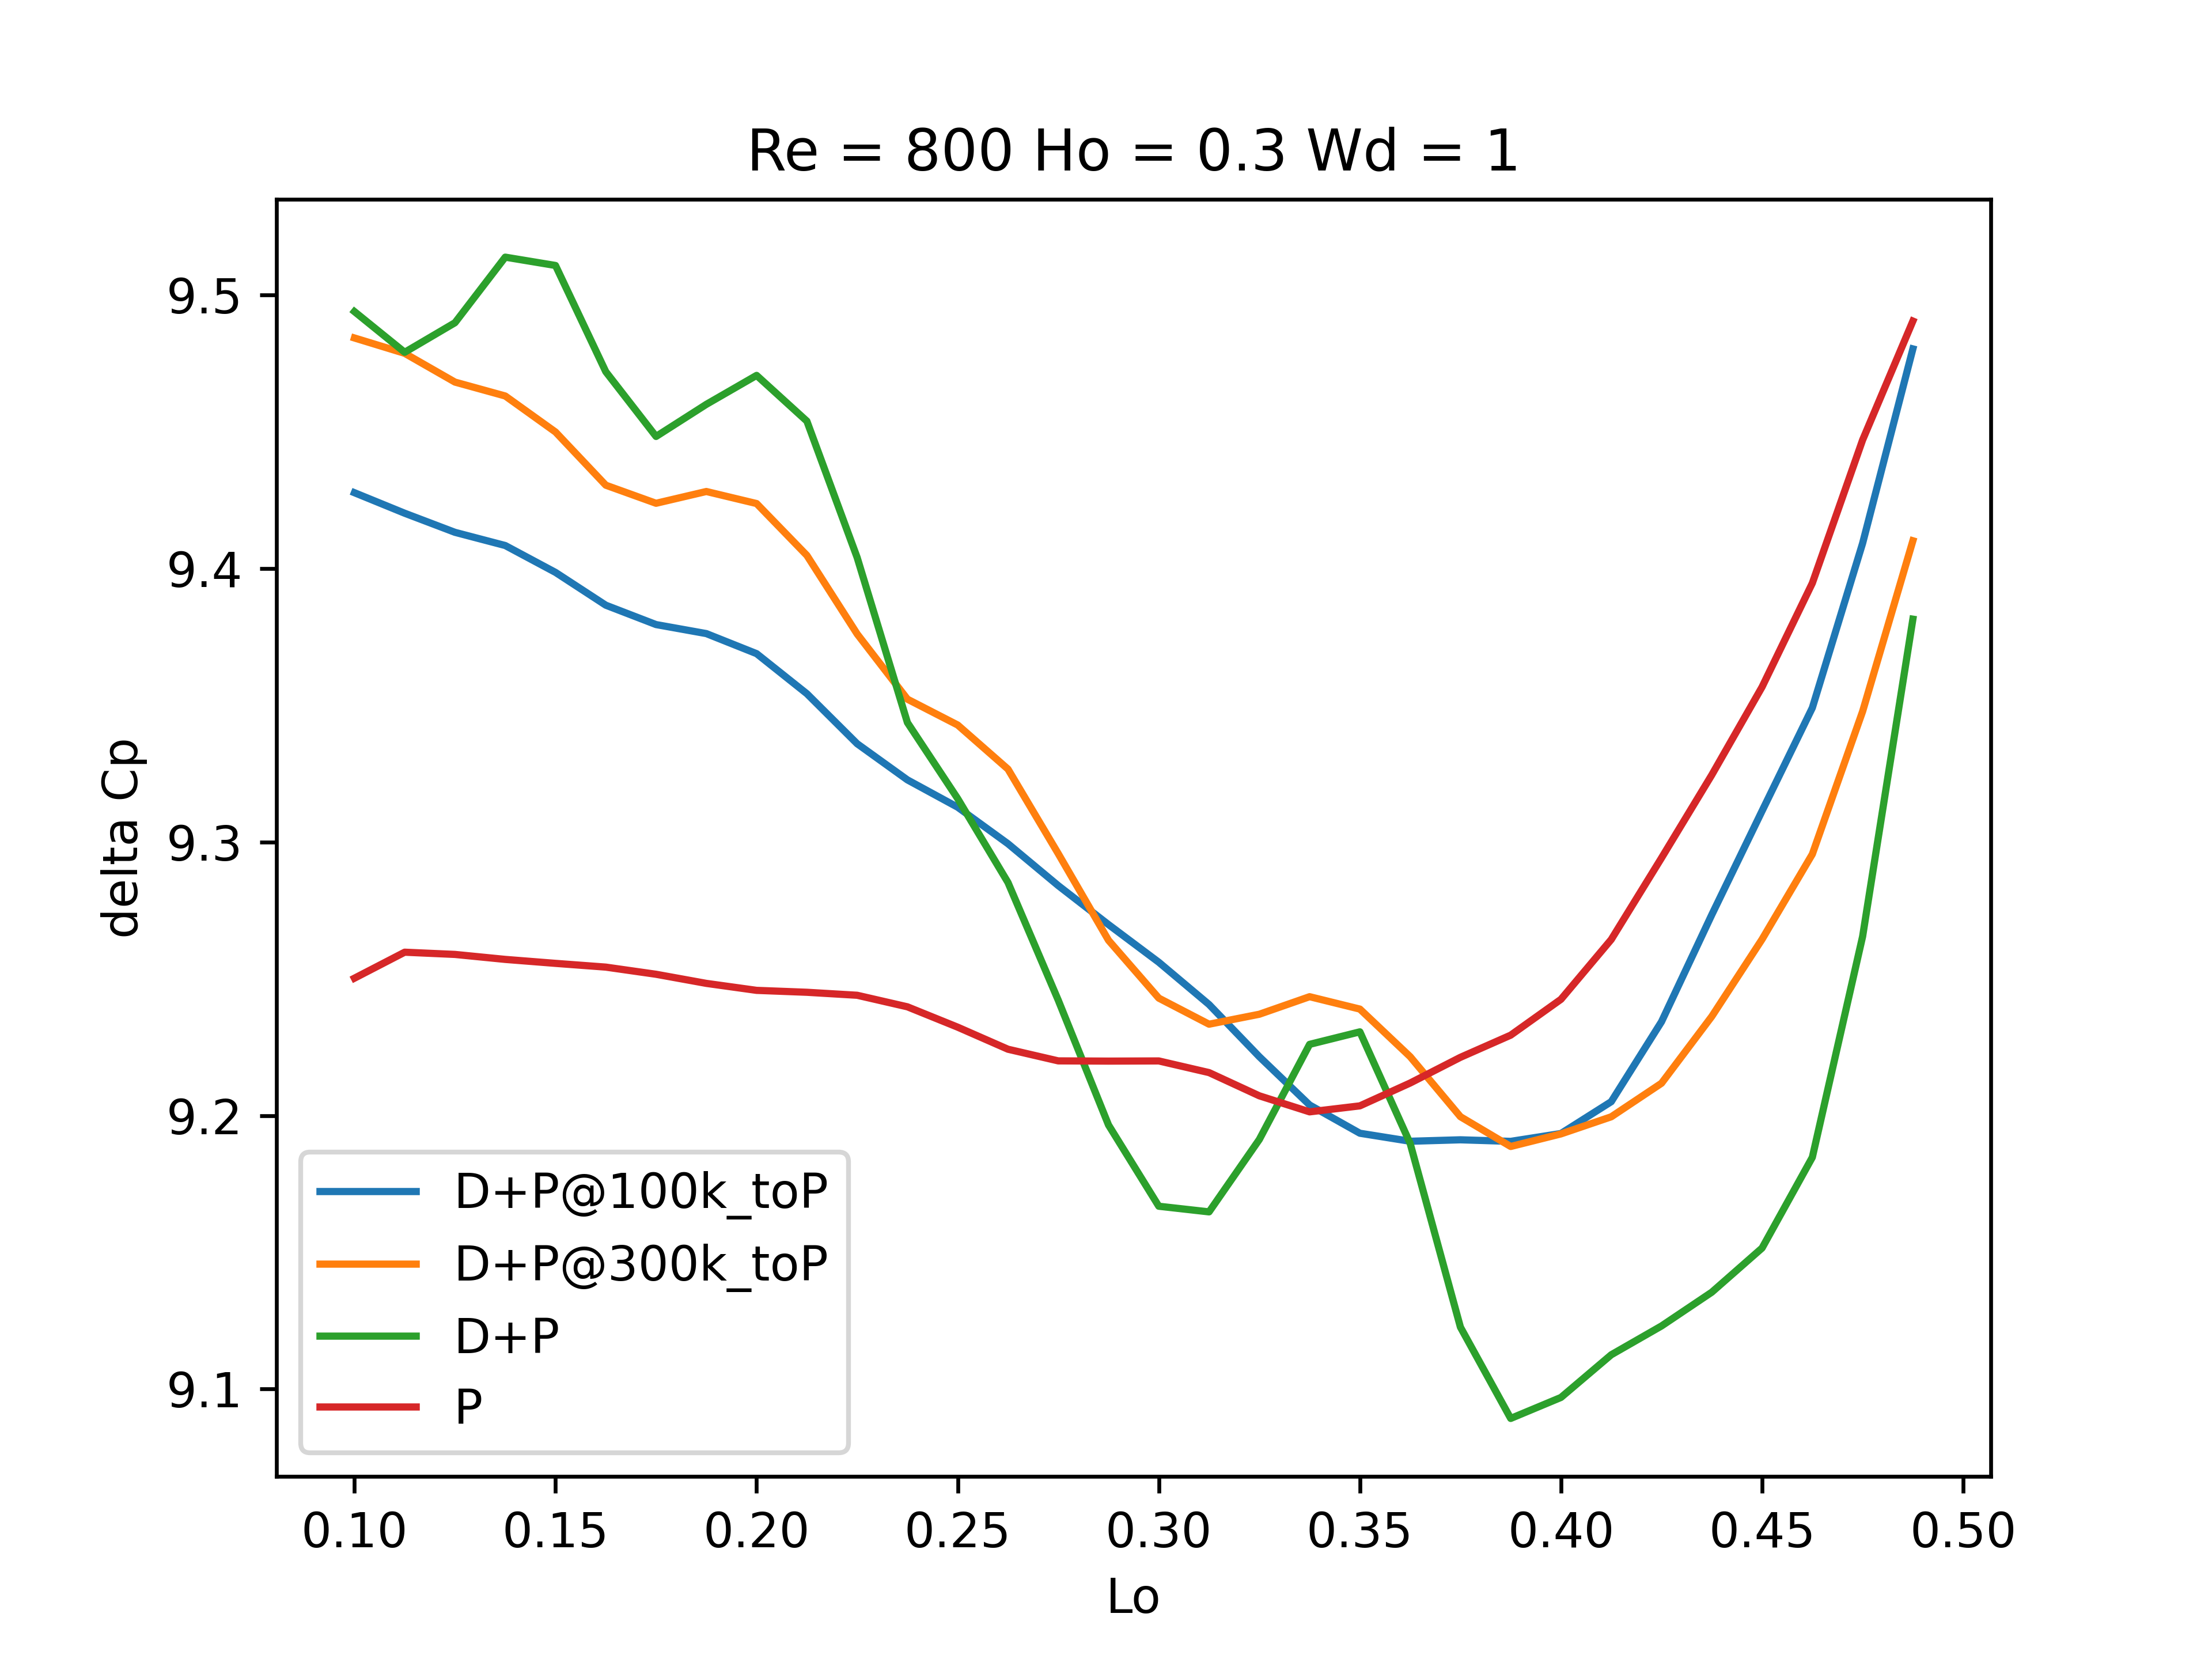 Re = 800 Ho = 0.3 Wd = 1
delta Cp
9.5
9.4
9.3
9.2
9.1
D+P@100k_toP
D+P@300k_toP
D+P
P
0.10 0.15 0.20 0.25 0.30 0.35 0.40 0.45 0.50
Lo